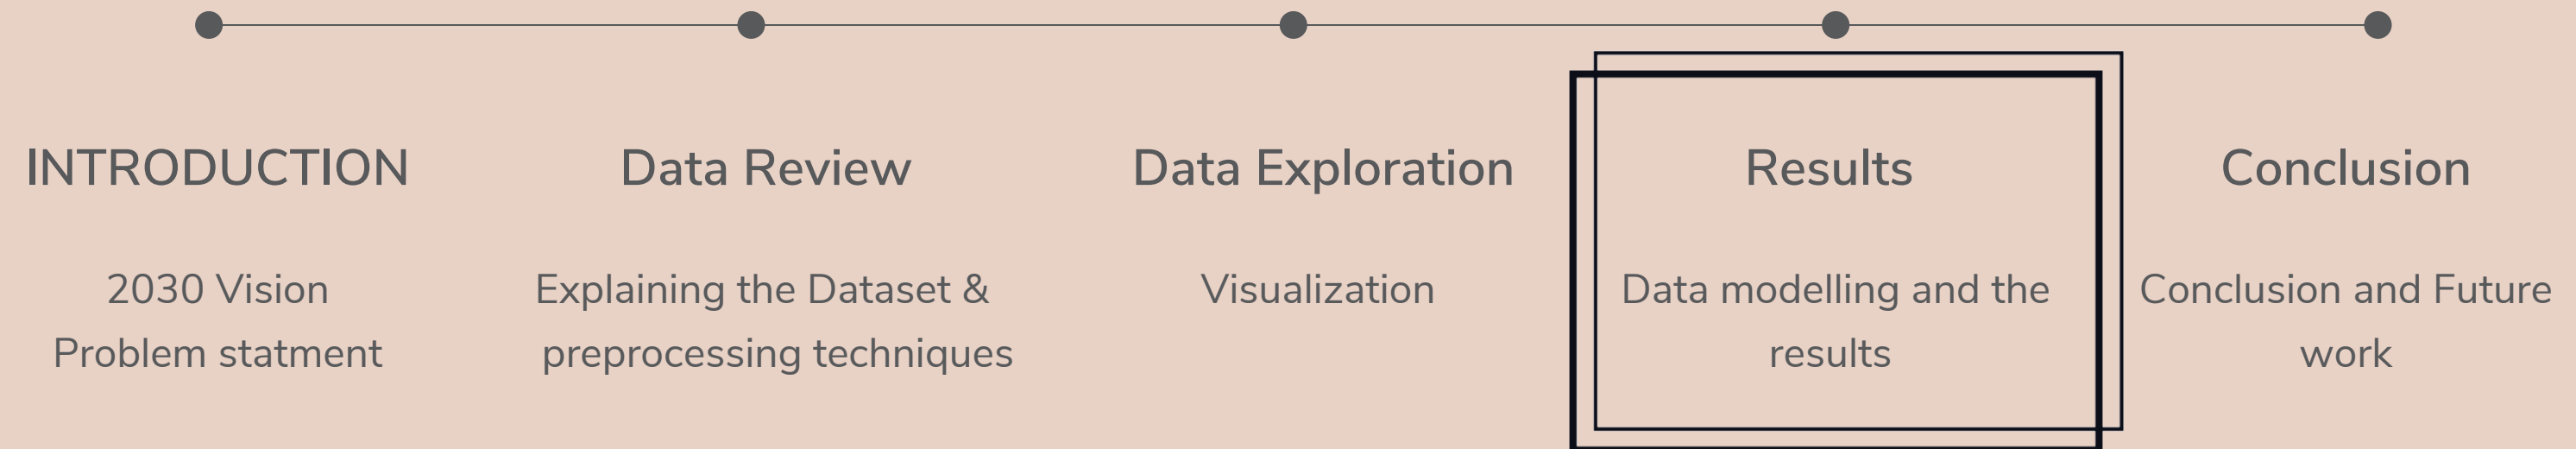 INTRODUCTION
2030 Vision
Problem statment
Data Review
Explaining the Dataset &
preprocessing techniques
Data Exploration
Visualization
Results
Data modelling and the
results
Conclusion
Conclusion and Future
work